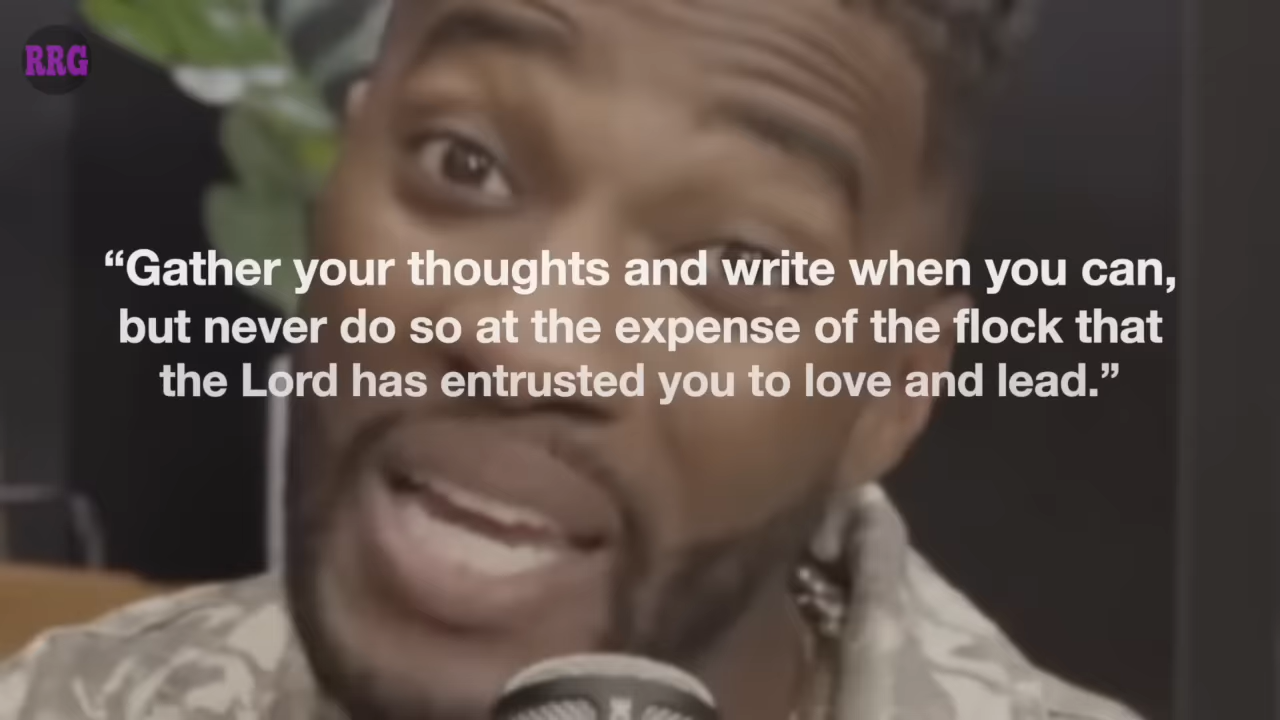 RRG
“Gather your thoughts and write when you can,
but never do so at the expense of the flock that
the Lord has entrusted you to love and lead.”